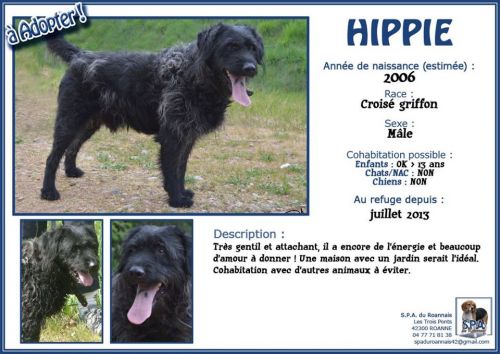 à Adopter !
HIPPIE
Année de naissance (estimée) :
2006
Race :
Croisé griffon
Sexe :
Mâle
Cohabitation possible :
Enfants : OK > 13 ans
Chats/NAC : NON
Chiens : NON
Au refuge depuis :
juillet 2013
Description :
Très gentil et attachant, il a encore de l'énergie et beaucoup
d'amour à donner ! Une maison avec un jardin serait l'idéal.
Cohabitation avec d'autres animaux à éviter.
S.P.A. du Roannais
Les Trois Ponts
42300 ROANNE
04 77 71 81 38
spaduroannais42@gmail.com
SPA